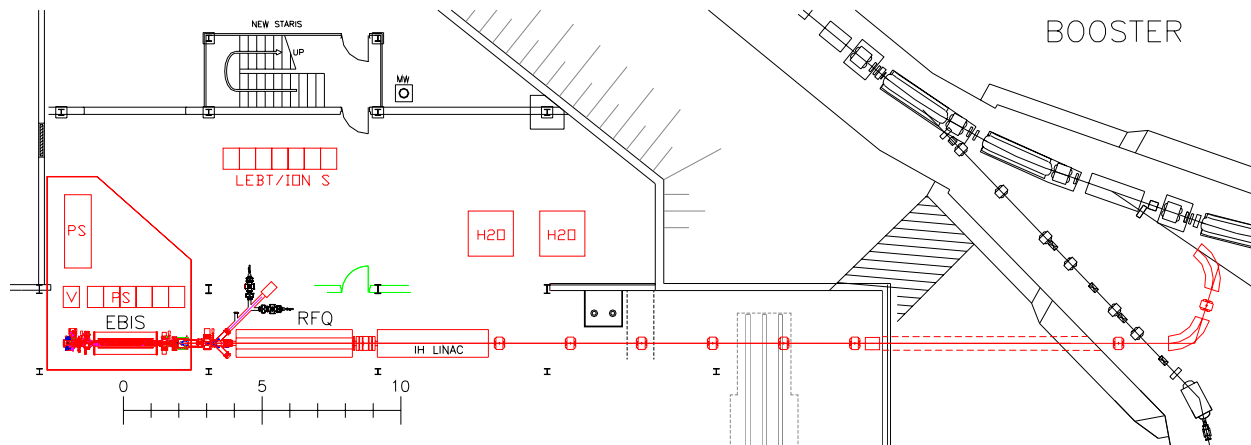 NEW STARIS
BOOSTER
UP
MW
LEBT/ION S
PS
H2O
H2O
V
PS
EBIS
RFQ
IH LINAC
0
5
10